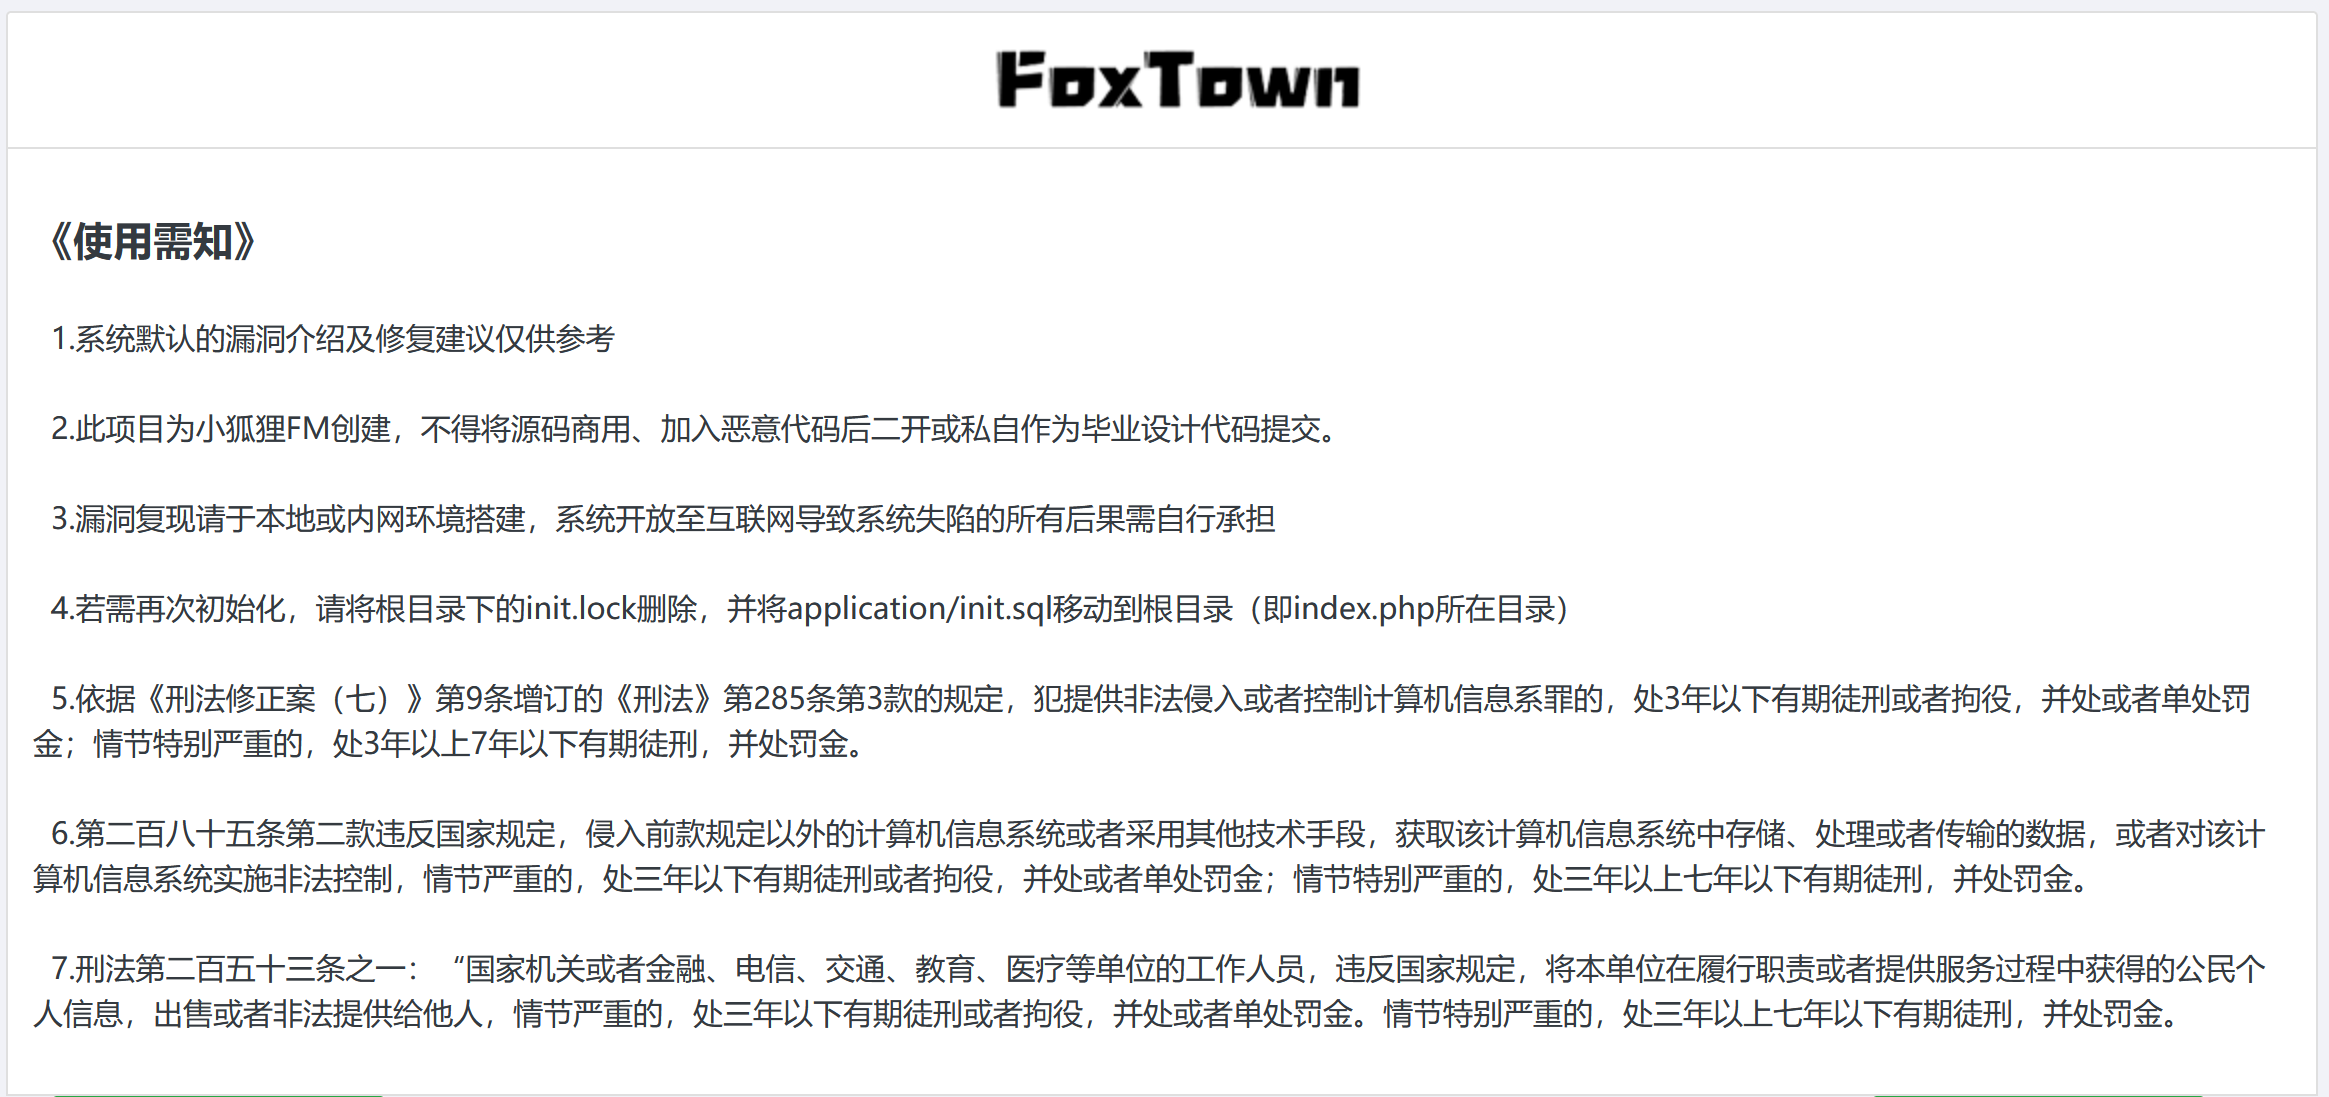 FoxTown
《使用需知》
1.系统默认的漏洞介绍及修复建议仅供参考
2.此项目为小狐狸FM创建，不得将源码商用、加入恶意代码后二开或私自作为毕业设计代码提交。
3.漏洞复现请于本地或内网环境搭建，系统开放至互联网导致系统失陷的所有后果需自行承担
4.若需再次初始化，请将根目录下的init.lock删除，并将application/init.sql移动到根目录（即index.php所在目录）
5.依据《刑法修正案（七）》第9条增订的《刑法》第285条第3款的规定，犯提供非法侵入或者控制计算机信息系罪的，处3年以下有期徒刑或者拘役，并处或者单处罚
金；情节特别严重的，处3年以上7年以下有期徒刑，并处罚金。
6.第二百八十五条第二款违反国家规定，侵入前款规定以外的计算机信息系统或者采用其他技术手段，获取该计算机信息系统中存储、处理或者传输的数据，或者对该计
算机信息系统实施非法控制，情节严重的，处三年以下有期徒刑或者拘役，并处或者单处罚金；情节特别严重的，处三年以上七年以下有期徒刑，并处罚金。
7.刑法第二百五十三条之一： “国家机关或者金融、电信、交通、教育、医疗等单位的工作人员，违反国家规定，将本单位在履行职责或者提供服务过程中获得的公民个
人信息，出售或者非法提供给他人，情节严重的，处三年以下有期徒刑或者拘役，并处或者单处罚金。情节特别严重的，处三年以上七年以下有期徒刑，并处罚金。